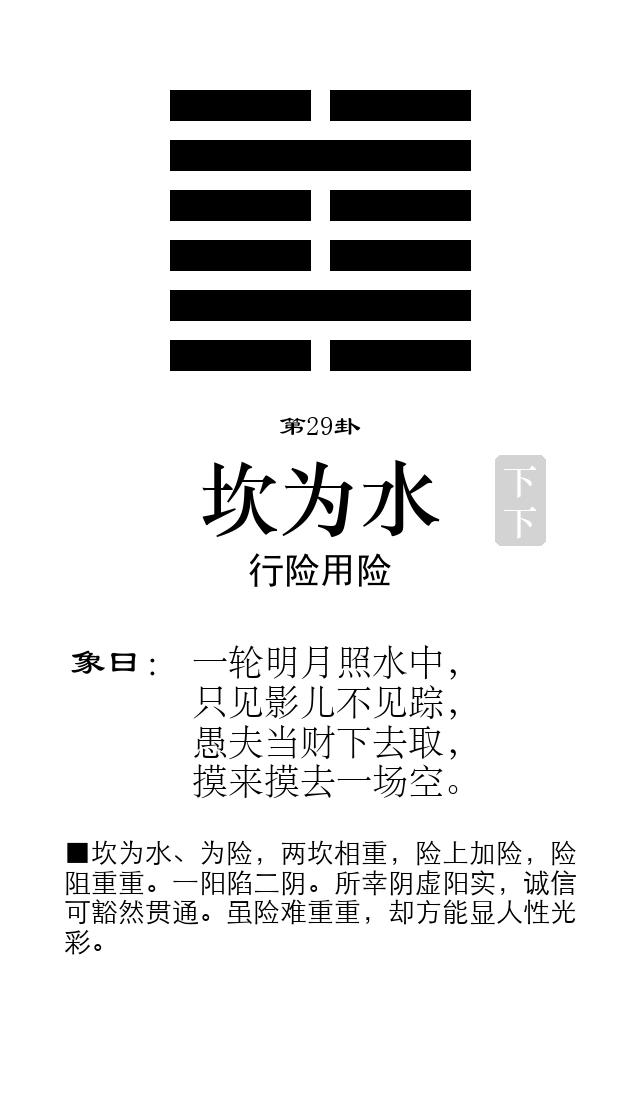 第29卦
坎为水
下下
行险用险
象曰： 一轮明月照水中，
只见影儿不见踪，
愚夫当财下去取，
摸来摸去一场空。
■坎为水、为险，两坎相重，险上加险，险
阻重重。一阳陷二阴。所幸阴虚阳实，诚信
可豁然贯通。虽险难重重，却方能显人性光
彩。